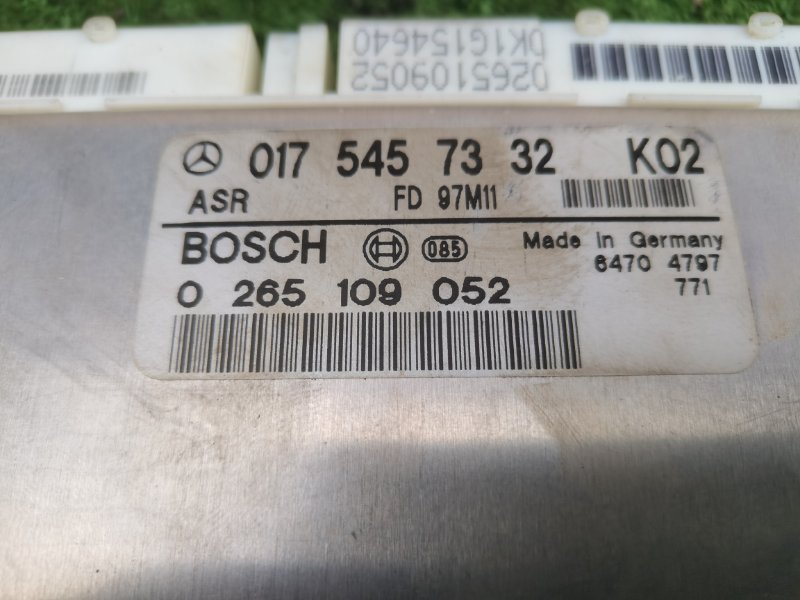 0265109052
DK1G154640
017 545 73 32 K02
ASR FD 97M11
BOSCH 085 Made in Germany
0 265 109 052 6470 4797
771